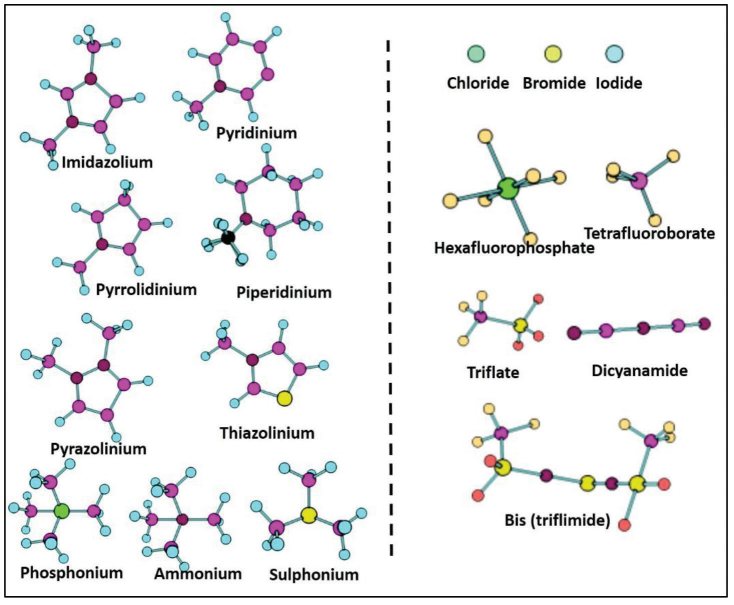 Imidazolium
Pyridinium
Pyrrolidinium
Piperidinium
Pyrazolinium
Thiazolinium
Phosphonium
Ammonium
Sulphonium
Chloride Bromide Iodide
Hexafluorophosphate
Tetrafluoroborate
Triflate
Dicyanamide
Bis (triflimide)